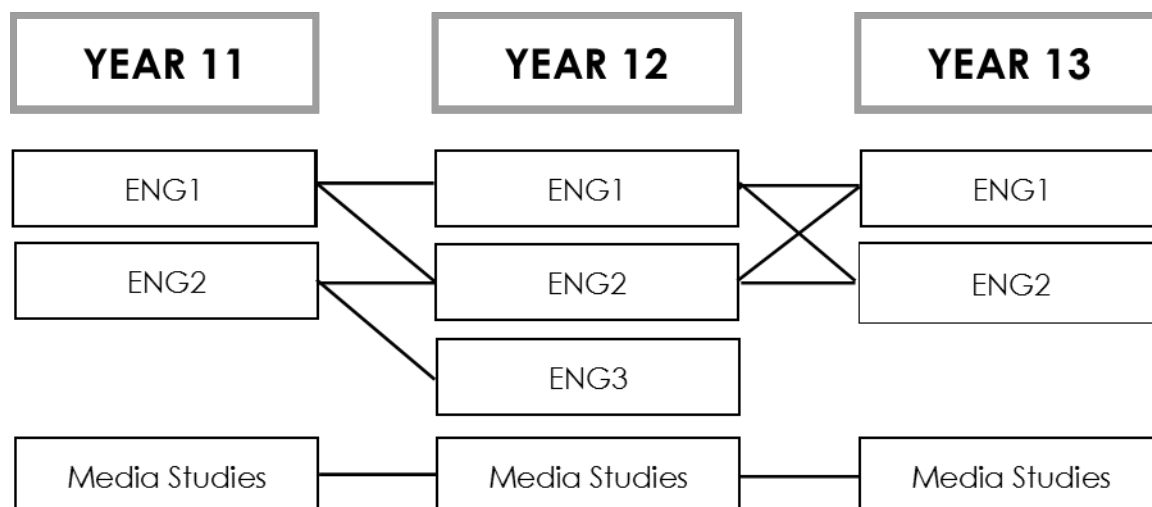 YEAR 11
YEAR 12
YEAR 13
ENG1
ENG1
ENG1
ENG2
ENG2
ENG2
ENG3
Media Studies
Media Studies
Media Studies